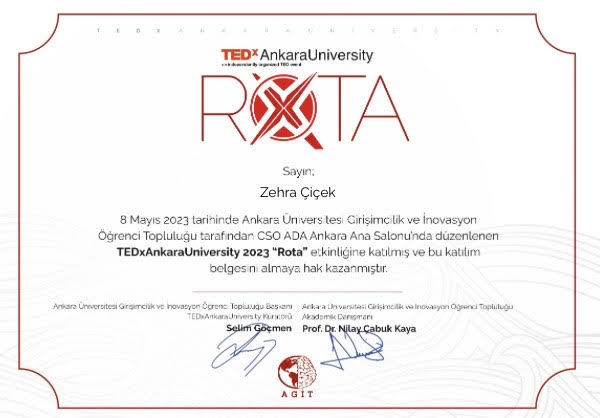 TEDX ANKARA UNIVERSITY
TEDxAnkaraUniversity
x = independently organized TED event
ROTA
Sayın;
Zehra Çiçek
8 Mayıs 2023 tarihinde Ankara Üniversitesi Girişimcilik ve İnovasyon
Öğrenci Topluluğu tarafından CSO ADA Ankara Ana Salonu'nda düzenlenen
TEDxAnkaraUniversity 2023 “Rota” etkinliğine katılmış ve bu katılım
belgesini almaya hak kazanmıştır.
Ankara Üniversitesi Girişimcilik ve İnovasyon Öğrenci Topluluğu Başkanı
TEDxAnkaraUniversity Küratörü
Selim Göçmen
Ankara Üniversitesi Girişimcilik ve İnovasyon Öğrenci Topluluğu
Akademik Danışmanı
Prof. Dr. Nilay Çabuk Kaya
AGİT